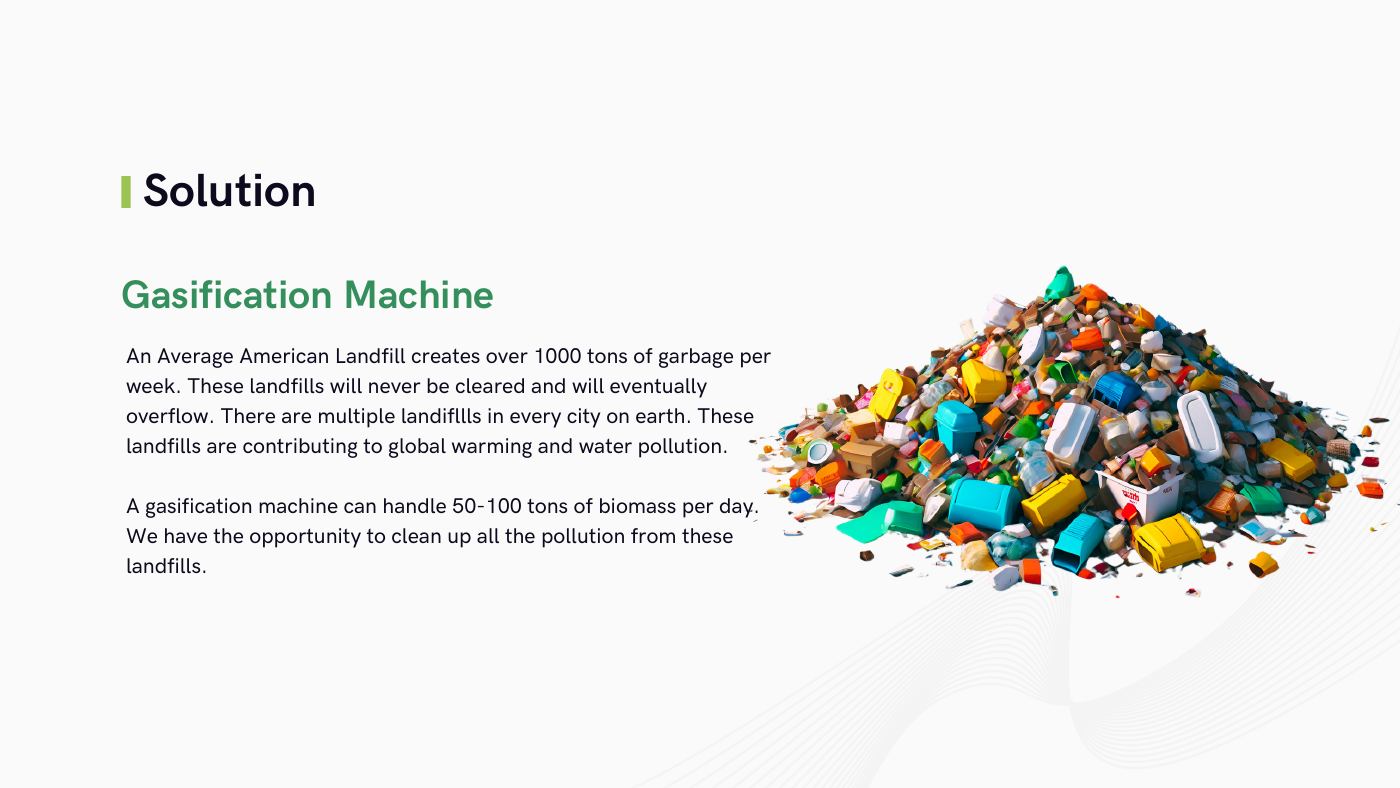 Solution
Gasification Machine
An Average American Landfill creates over 1000 tons of garbage per
week. These landfills will never be cleared and will eventually
overflow. There are multiple landifllls in every city on earth. These
landfills are contributing to global warming and water pollution.
A gasification machine can handle 50-100 tons of biomass per day.
We have the opportunity to clean up all the pollution from these
landfills.